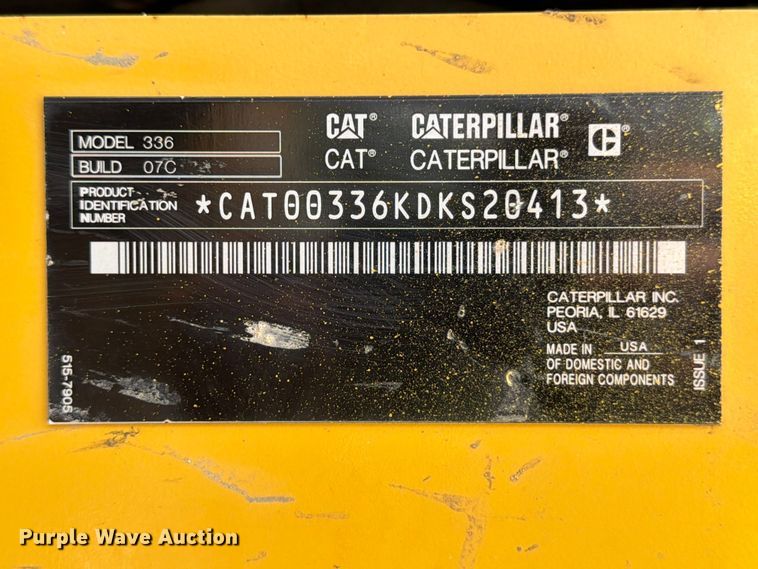 MODEL 336
BUILD 07C
CAT® CATERPILLAR®
CAT® CATERPILLAR®
PRODUCT
IDENTIFICATION
NUMBER
*CAT00336KDKS20413*
CATERPILLAR INC.
PEORIA, IL 61629
USA
MADE IN USA
OF DOMESTIC AND
FOREIGN COMPONENTS
ISSUE 1
515-7905
Purple Wave Auction